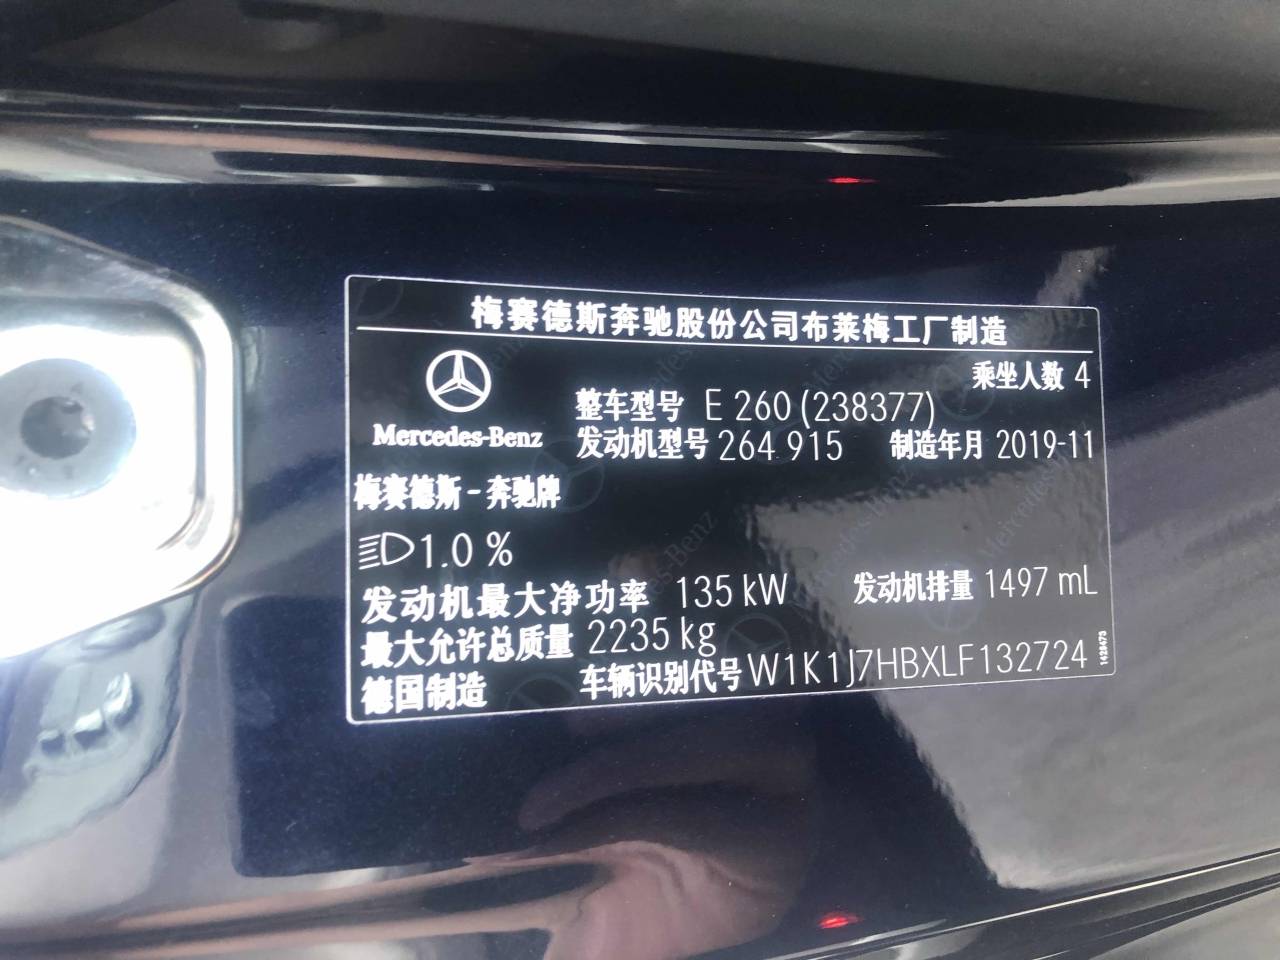 梅赛德斯奔驰股份公司布莱梅工厂制造
乘坐人数 4
整车型号 E 260 (238377)
Mercedes-Benz
发动机型号 264 915 制造年月 2019-11
梅赛德斯-奔驰牌
1.0 %
发动机最大净功率 135 kW 发动机排量 1497 mL
最大允许总质量 2235 kg
德国制造 车辆识别代号 W1K1J7HBXLF132724
1429473